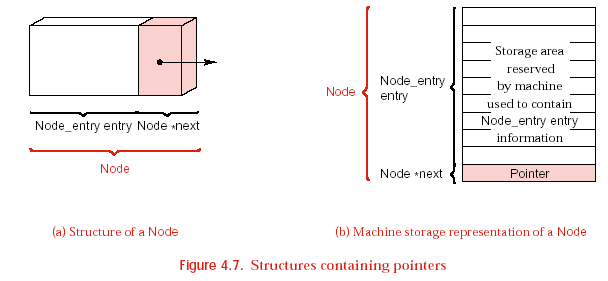 Node_entry entry
Node *next
Node
(a) Structure of a Node
Node
Node_entry
entry
Node *next
Storage area
reserved
by machine
used to contain
Node_entry entry
information
Pointer
(b) Machine storage representation of a Node
Figure 4.7. Structures containing pointers